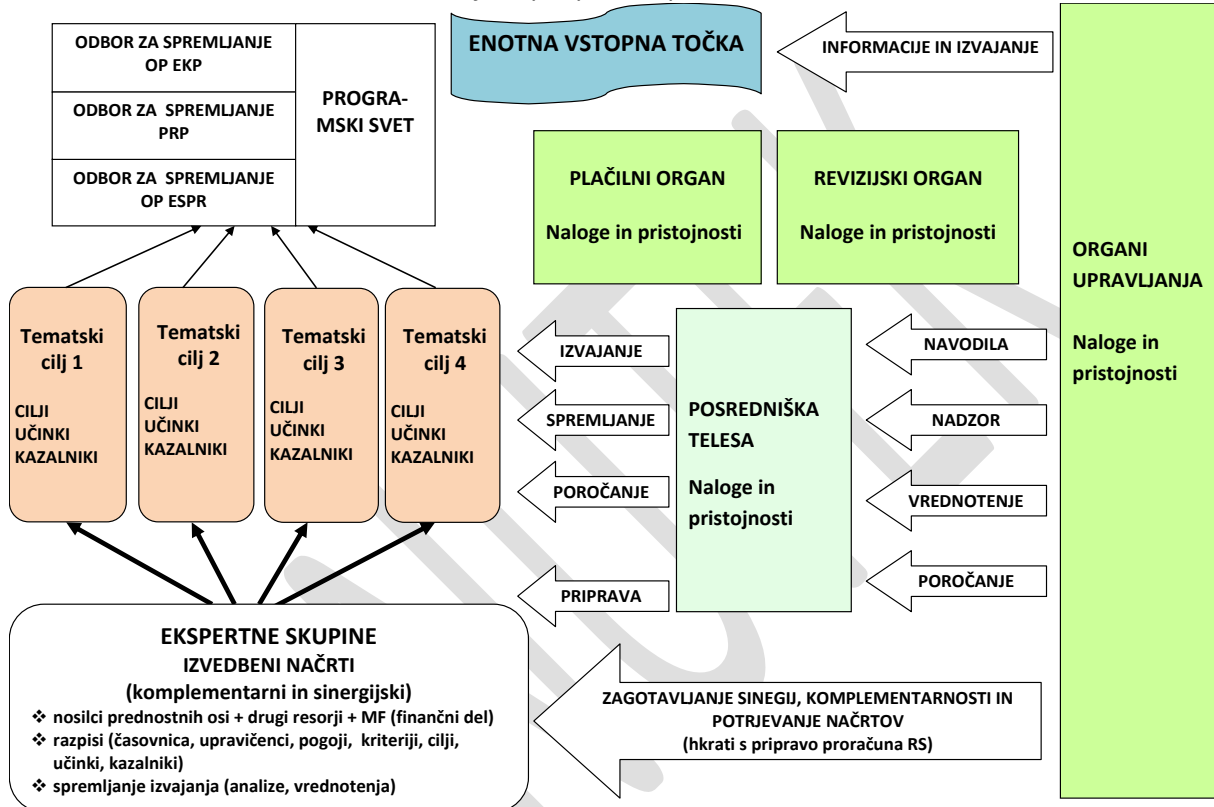 ODBOR ZA SPREMLJANJE
OP EKP
ODBOR ZA SPREMLJANJE
PRP
ODBOR ZA SPREMLJANJE
OP ESPR
PROGRA-
MSKI SVET
ENOTNA VSTOPNA TOČKA
INFORMACIJE IN IZVAJANJE
PLAČILNI ORGAN
Naloge in pristojnosti
REVIZIJSKI ORGAN
Naloge in pristojnosti
ORGANI
UPRAVLJANJA
Naloge in
pristojnosti
Tematski
cilj 1
CILJI
UČINKI
KAZALNIKI
Tematski
cilj 2
CILJI
UČINKI
KAZALNIKI
Tematski
cilj 3
CILJI
UČINKI
KAZALNIKI
Tematski
cilj 4
CILJI
UČINKI
KAZALNIKI
IZVAJANJE
SPREMLJANJE
POROČANJE
PRIPRAVA
POSREDNIŠKA
TELESA
Naloge in
pristojnosti
NAVODILA
NADZOR
VREDNOTENJE
POROČANJE
EKSPERTNE SKUPINE
IZVEDBENI NAČRTI
(komplementarni in sinergijski)
❖ nosilci prednostnih osi + drugi resorji + MF (finančni del)
❖ razpisi (časovnica, upravičenci, pogoji, kriteriji, cilji,
učinki, kazalniki)
❖ spremljanje izvajanja (analize, vrednotenja)
ZAGOTAVLJANJE SINEGIJ, KOMPLEMENTARNOSTI IN
POTRJEVANJE NAČRTOV
(hkrati s pripravo proračuna RS)